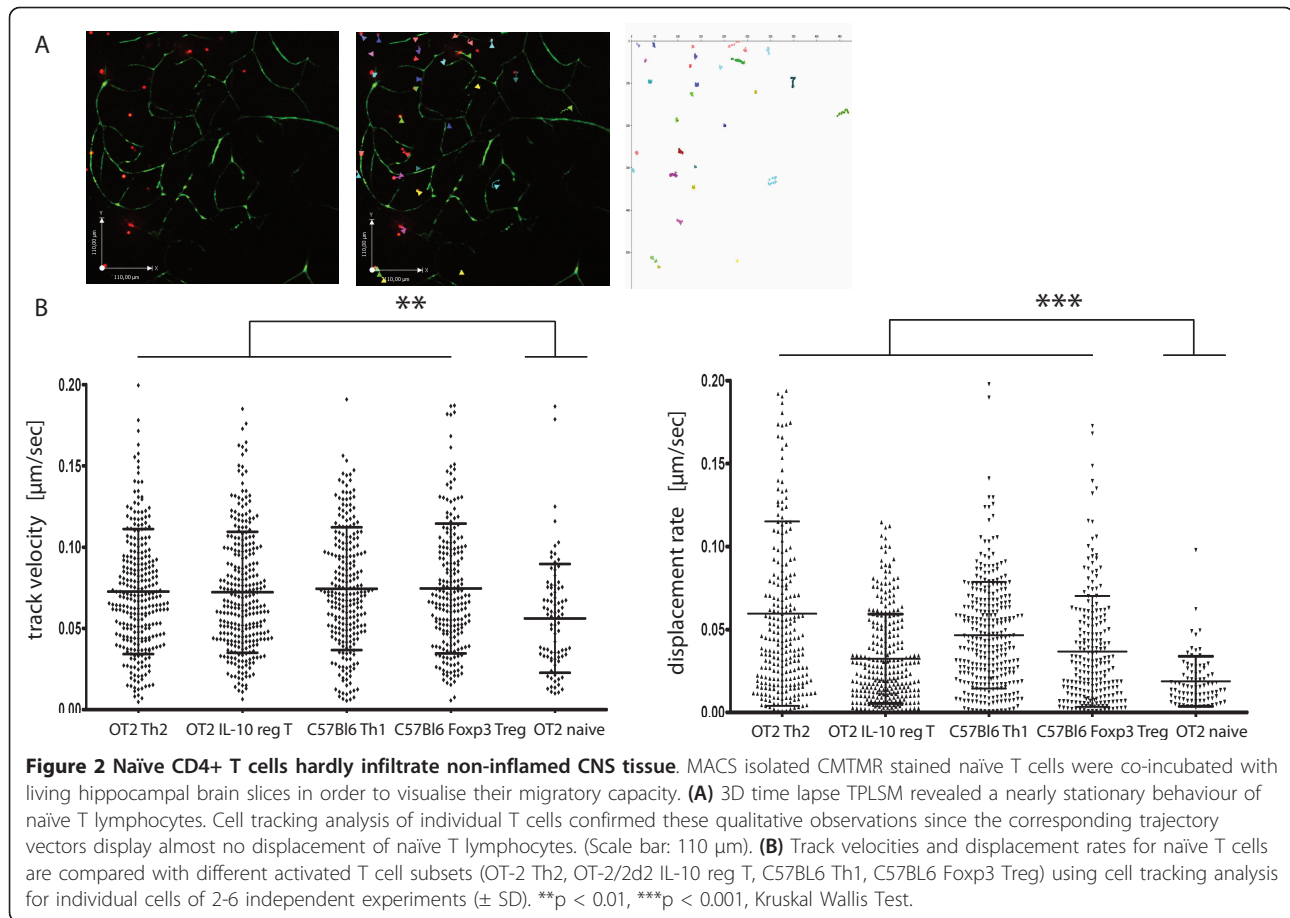 A
Y
110,00 µm
X
110,00 µm
Y
110,00 µm
X
110,00 µm
B
**
0.20
0.15
0.10
0.05
0.00
track velocity [µm/sec]
OT2 Th2 OT2 IL-10 reg T C57Bl6 Th1 C57Bl6 Foxp3 Treg OT2 naive
***
0.20
0.15
0.10
0.05
0.00
displacement rate [µm/sec]
OT2 Th2 OT2 IL-10 reg T C57Bl6 Th1 C57Bl6 Foxp3 Treg OT2 naive
Figure 2 Naïve CD4+ T cells hardly infiltrate non-inflamed CNS tissue. MACS isolated CMTMR stained naïve T cells were co-incubated with
living hippocampal brain slices in order to visualise their migratory capacity. (A) 3D time lapse TPLSM revealed a nearly stationary behaviour of
naïve T lymphocytes. Cell tracking analysis of individual T cells confirmed these qualitative observations since the corresponding trajectory
vectors display almost no displacement of naïve T lymphocytes. (Scale bar: 110 µm). (B) Track velocities and displacement rates for naïve T cells
are compared with different activated T cell subsets (OT-2 Th2, OT-2/2d2 IL-10 reg T, C57BL6 Th1, C57BL6 Foxp3 Treg) using cell tracking analysis
for individual cells of 2-6 independent experiments (± SD). **p < 0.01, ***p < 0.001, Kruskal Wallis Test.